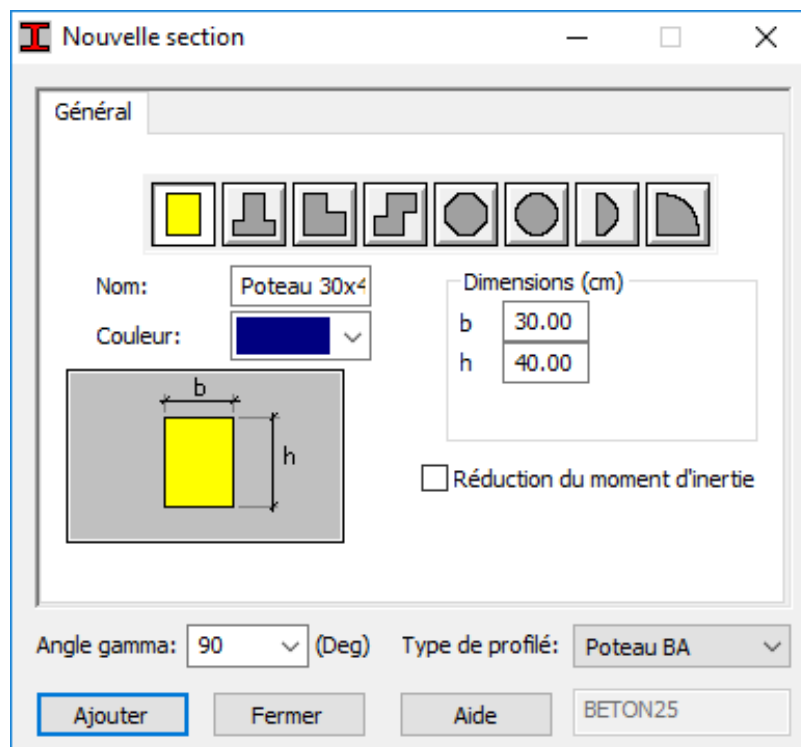 Nouvelle section
Général
Nom: Poteau 30x4
Dimensions (cm)
b 30.00
Couleur:
h 40.00
b
h
Réduction du moment d'inertie
Angle gamma: 90 (Deg) Type de profilé: Poteau BA
Ajouter Fermer Aide BETON25